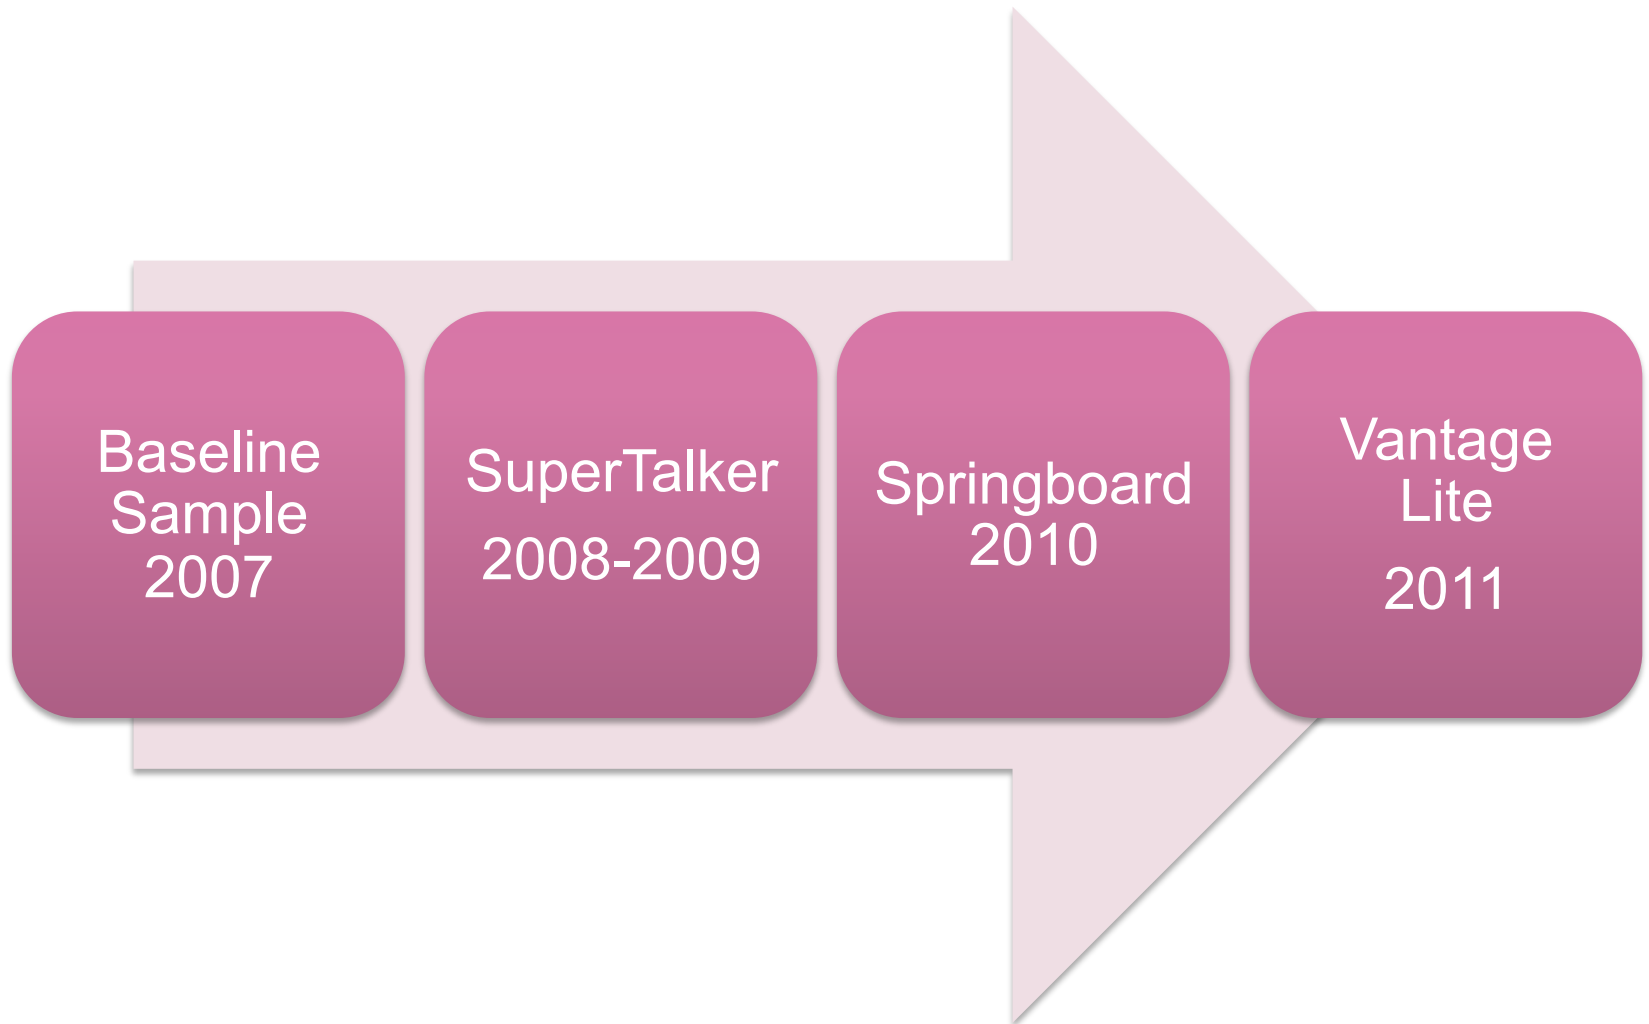 Baseline
Sample
2007
SuperTalker
2008-2009
Springboard
2010
Vantage
Lite
2011